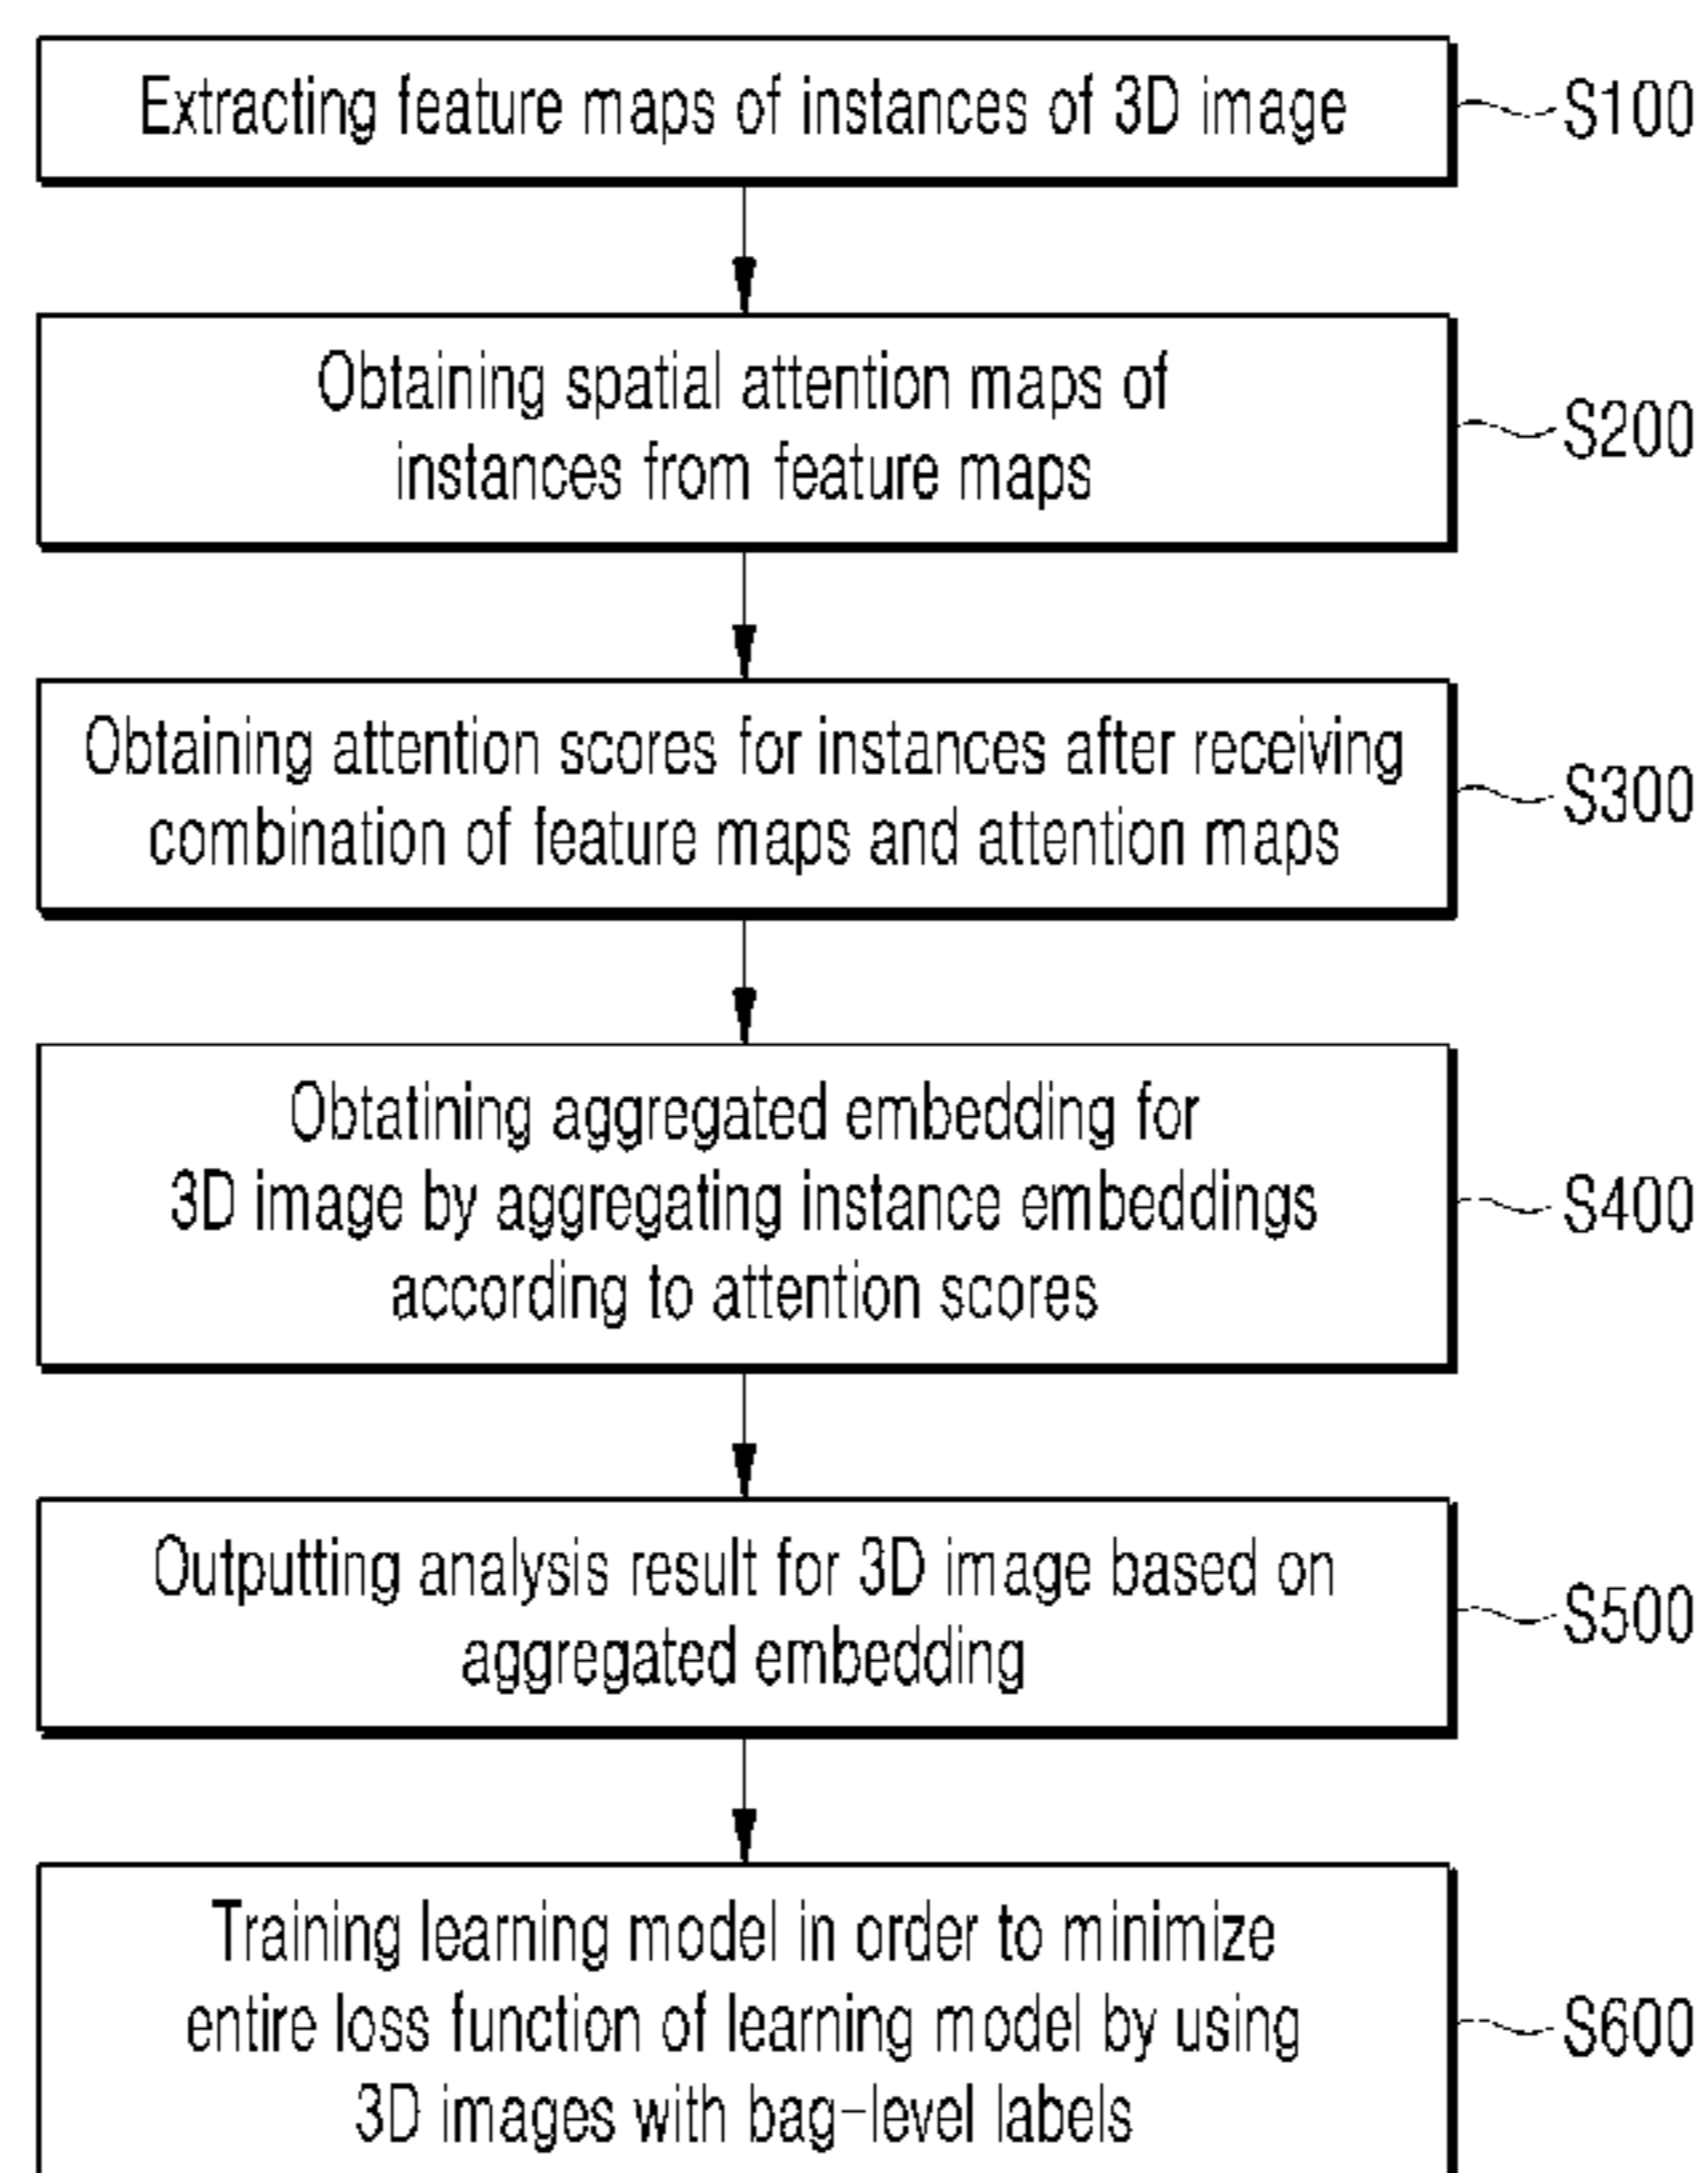 Extracting feature maps of instances of 3D image
S100
Obtaining spatial attention maps of
instances from feature maps
S200
Obtaining attention scores for instances after receiving
combination of feature maps and attention maps
S300
Obtatining aggregated embedding for
3D image by aggregating instance embeddings
according to attention scores
S400
Outputting analysis result for 3D image based on
aggregated embedding
S500
Training learning model in order to minimize
entire loss function of learning model by using
3D images with bag-level labels
S600